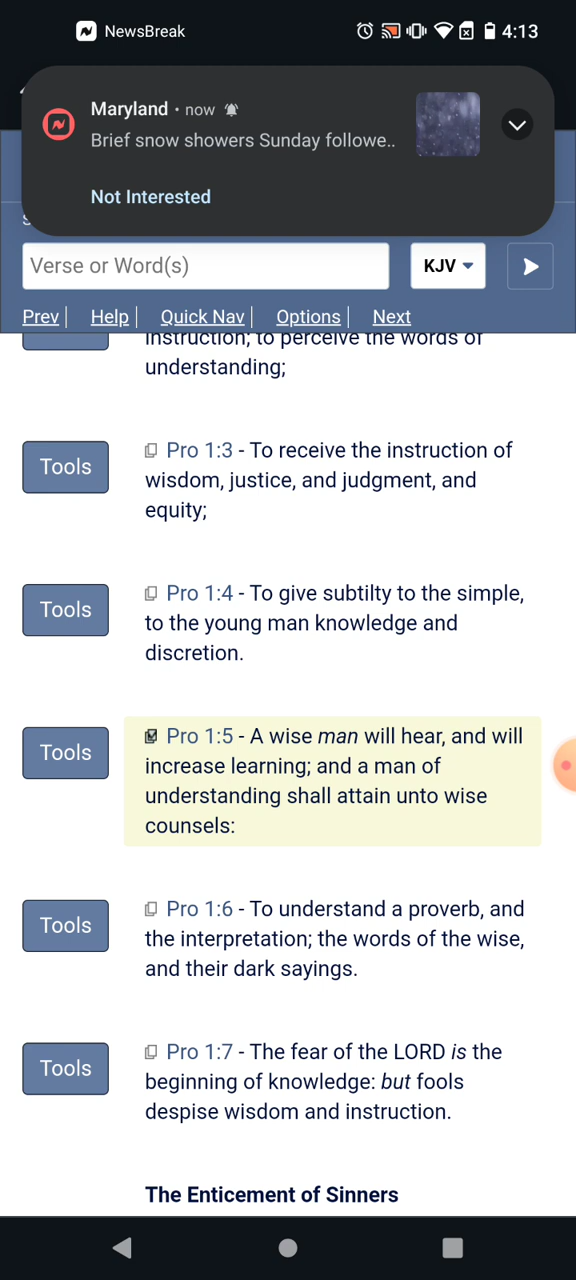 NewsBreak 4:13
Maryland • now
Brief snow showers Sunday followe..
Not Interested
Verse or Word(s) KJV
Prev | Help | Quick Nav | Options | Next
instruction; to perceive the words of
understanding;
Tools
Pro 1:3 - To receive the instruction of
wisdom, justice, and judgment, and
equity;
Tools
Pro 1:4 - To give subtilty to the simple,
to the young man knowledge and
discretion.
Tools
Pro 1:5 - A wise man will hear, and will
increase learning; and a man of
understanding shall attain unto wise
counsels:
Tools
Pro 1:6 - To understand a proverb, and
the interpretation; the words of the wise,
and their dark sayings.
Tools
Pro 1:7 - The fear of the LORD is the
beginning of knowledge: but fools
despise wisdom and instruction.
The Enticement of Sinners